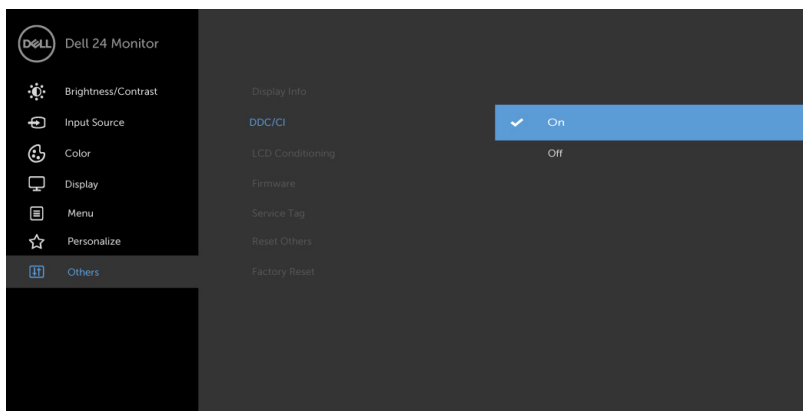 DELL Dell 24 Monitor
Brightness/Contrast
Input Source
Color
Display
Menu
Personalize
Others
Display Info
DDC/CI
LCD Conditioning
Firmware
Service Tag
Reset Others
Factory Reset
On
Off